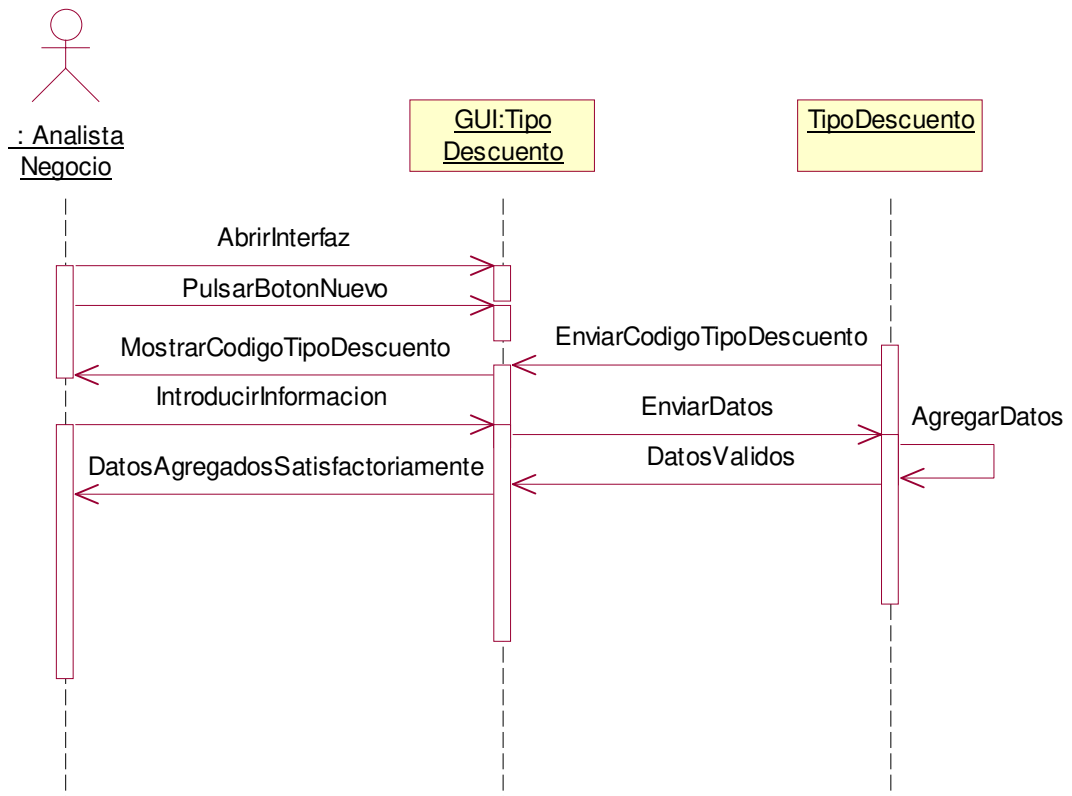 : Analista
Negocio
GUI:Tipo
Descuento
TipoDescuento
AbrirInterfaz
PulsarBotonNuevo
EnviarCodigoTipoDescuento
MostrarCodigoTipoDescuento
IntroducirInformacion
EnviarDatos
AgregarDatos
DatosValidos
DatosAgregadosSatisfactoriamente